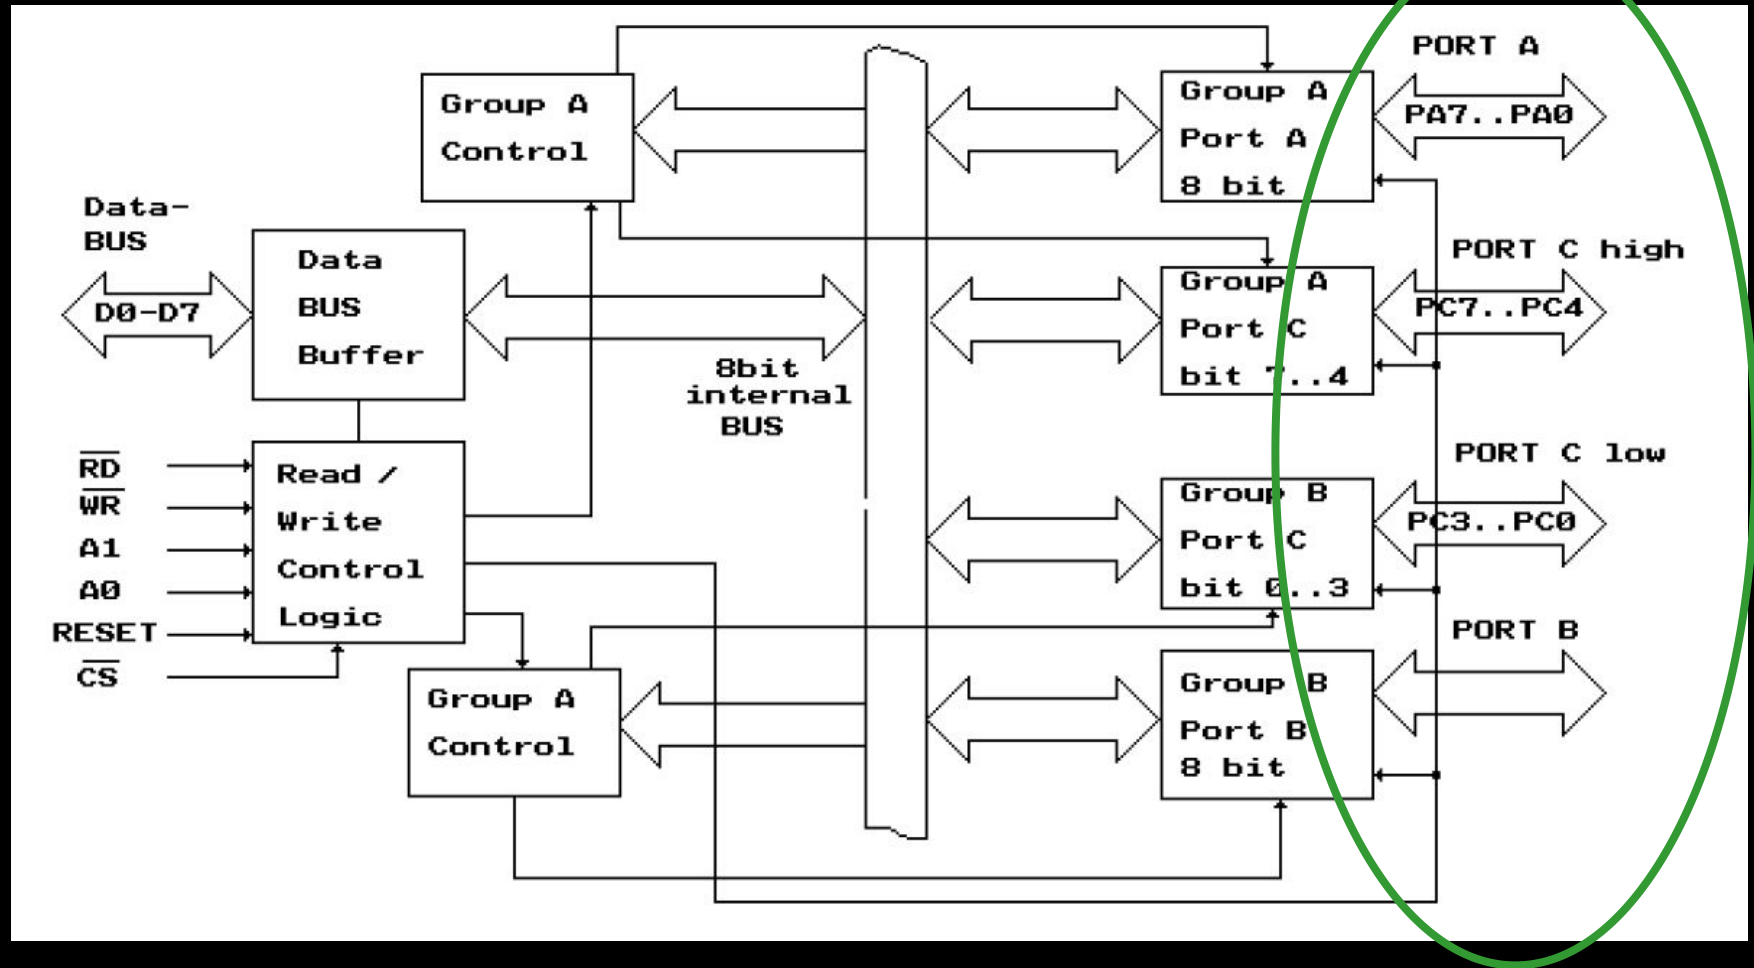 PORT A
Group A
Control
Group A
Port A
8 bit
PA7..PA0
Data-
BUS
D0-D7
Data
BUS
Buffer
8bit
internal
BUS
PORT C high
Group A
Port C
bit 7..4
PC7..PC4
RD
WR
A1
A0
RESET
CS
Read /
Write
Control
Logic
PORT C low
Group B
Port C
bit 0..3
PC3..PC0
Group A
Control
PORT B
Group B
Port B
8 bit